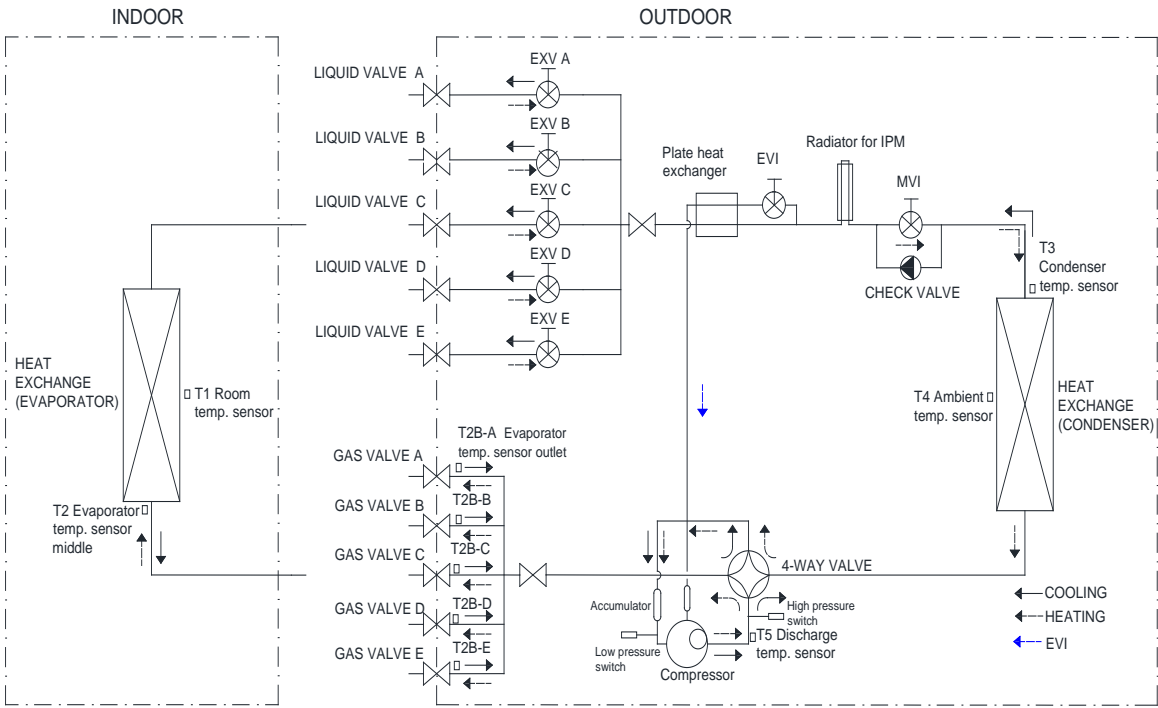 INDOOR
OUTDOOR
LIQUID VALVE A
EXV A
LIQUID VALVE B
EXV B
LIQUID VALVE C
EXV C
LIQUID VALVE D
EXV D
LIQUID VALVE E
EXV E
Plate heat
exchanger
EVI
Radiator for IPM
MVI
CHECK VALVE
T3
Condenser
temp. sensor
HEAT
EXCHANGE
(EVAPORATOR)
T1 Room
temp. sensor
T2 Evaporator
temp. sensor
middle
T4 Ambient
temp. sensor
HEAT
EXCHANGE
(CONDENSER)
GAS VALVE A
T2B-A Evaporator
temp. sensor outlet
GAS VALVE B
T2B-B
GAS VALVE C
T2B-C
GAS VALVE D
T2B-D
GAS VALVE E
T2B-E
4-WAY VALVE
Accumulator
High pressure
switch
Low pressure
switch
T5 Discharge
temp. sensor
Compressor
COOLING
HEATING
EVI